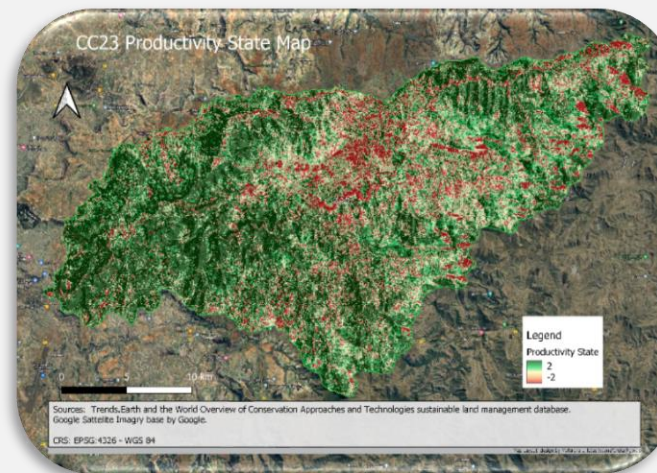 CC23 Productivity State Map
10 km
Legend
Productivity State
2
-2
Sources: Trends.Earth and the World Overview of Conservation Approaches and Technologies sustainable land management database.
Google Sattelite Imagry base by Google.
CRS: EPSG:4326 - WGS 84